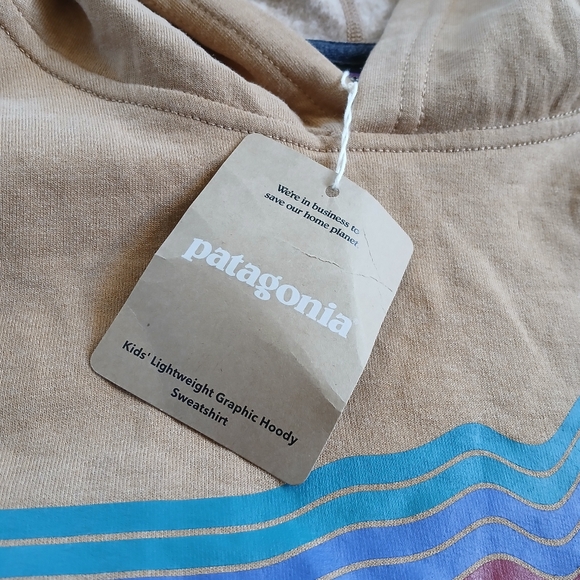 We're in business to
save our home planet
patagonia
Kids' Lightweight Graphic Hoody
Sweatshirt